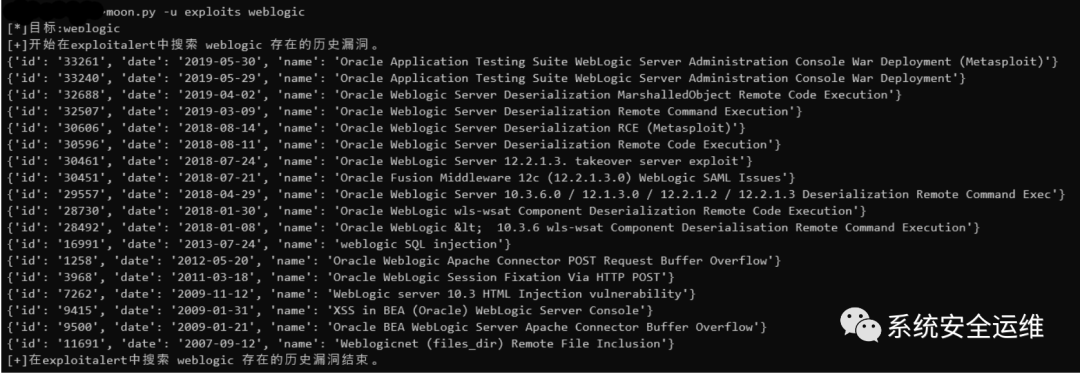 moon.py -u exploits weblogic
[*]目标:weblogic
[+]开始在exploitalert中搜索 weblogic 存在的历史漏洞。
{'id': '33261', 'date': '2019-05-30', 'name': 'Oracle Application Testing Suite WebLogic Server Administration Console War Deployment (Metasploit)'}
{'id': '33240', 'date': '2019-05-29', 'name': 'Oracle Application Testing Suite WebLogic Server Administration Console War Deployment'}
{'id': '32688', 'date': '2019-04-02', 'name': 'Oracle Weblogic Server Deserialization MarshalledObject Remote Code Execution'}
{'id': '32507', 'date': '2019-03-09', 'name': 'Oracle Weblogic Server Deserialization Remote Command Execution'}
{'id': '30606', 'date': '2018-08-14', 'name': 'Oracle Weblogic Server Deserialization RCE (Metasploit)'}
{'id': '30596', 'date': '2018-08-11', 'name': 'Oracle Weblogic Server Deserialization Remote Code Execution'}
{'id': '30461', 'date': '2018-07-24', 'name': 'Oracle WebLogic Server 12.2.1.3. takeover server exploit'}
{'id': '30451', 'date': '2018-07-21', 'name': 'Oracle Fusion Middleware 12c (12.2.1.3.0) WebLogic SAML Issues'}
{'id': '29557', 'date': '2018-04-29', 'name': 'Oracle Weblogic Server 10.3.6.0 / 12.1.3.0 / 12.2.1.2 / 12.2.1.3 Deserialization Remote Command Exec'}
{'id': '28730', 'date': '2018-01-30', 'name': 'Oracle WebLogic wls-wsat Component Deserialization Remote Code Execution'}
{'id': '28492', 'date': '2018-01-08', 'name': 'Oracle WebLogic &lt;  10.3.6 wls-wsat Component Deserialisation Remote Command Execution'}
{'id': '16991', 'date': '2013-07-24', 'name': 'weblogic SQL injection'}
{'id': '1258', 'date': '2012-05-20', 'name': 'Oracle Weblogic Apache Connector POST Request Buffer Overflow'}
{'id': '3968', 'date': '2011-03-18', 'name': 'Oracle WebLogic Session Fixation Via HTTP POST'}
{'id': '7262', 'date': '2009-11-12', 'name': 'WebLogic server 10.3 HTML Injection vulnerability'}
{'id': '9415', 'date': '2009-01-31', 'name': 'XSS in BEA (Oracle) WebLogic Server Console'}
{'id': '9500', 'date': '2009-01-21', 'name': 'Oracle BEA WebLogic Server Apache Connector Buffer Overflow'}
{'id': '11691', 'date': '2007-09-12', 'name': 'Weblogicnet (files_dir) Remote File Inclusion'}
[+]在exploitalert中搜索 weblogic 存在的历史漏洞结束。
系统安全运维